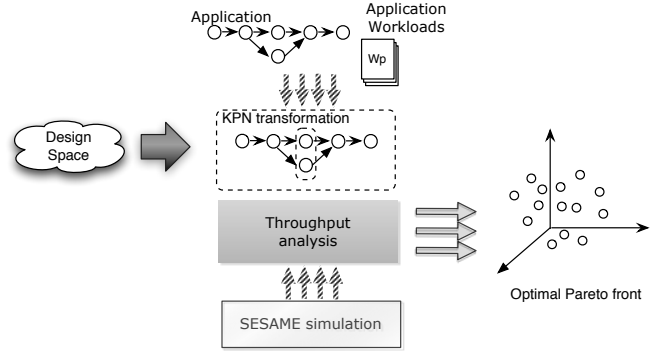 Application
Application
Workloads
Wp
KPN transformation
Design
Space
Throughput
analysis
Optimal Pareto front
SESAME simulation